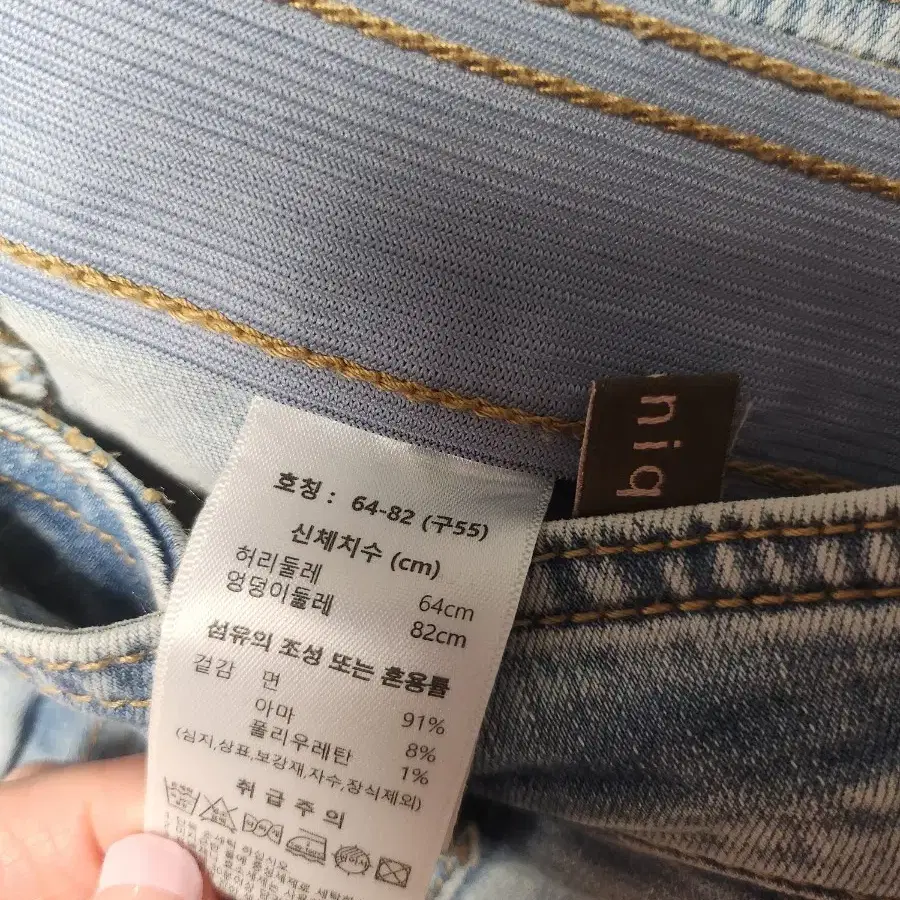 niq
호칭 : 64-82 (구55)
신체치수 (cm)
허리둘레 64cm
엉덩이둘레 82cm
섬유의 조성 또는 혼용률
겉감 면 91%
아마 8%
폴리우레탄 1%
(심지,상표,보강재,자수,장식제외)
취급주의